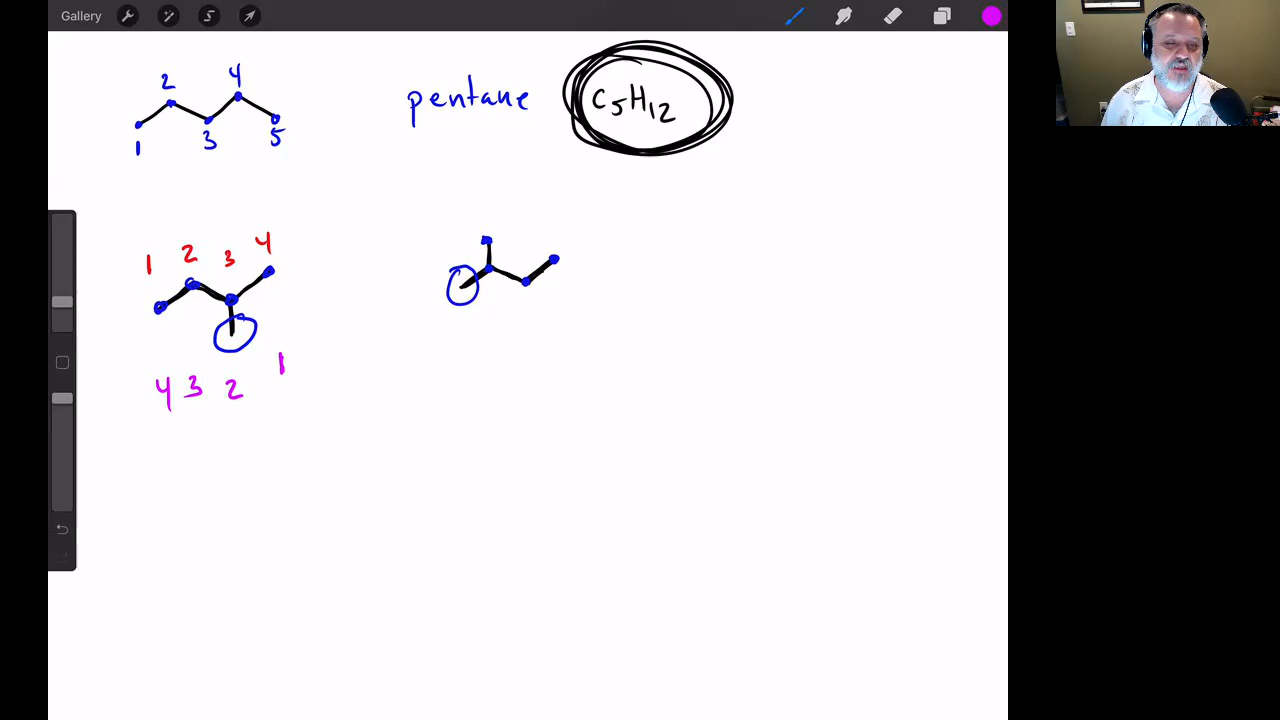 Gallery
2 4
pentane C5H12
1 3 5
1 2 3 4
4 3 2 1